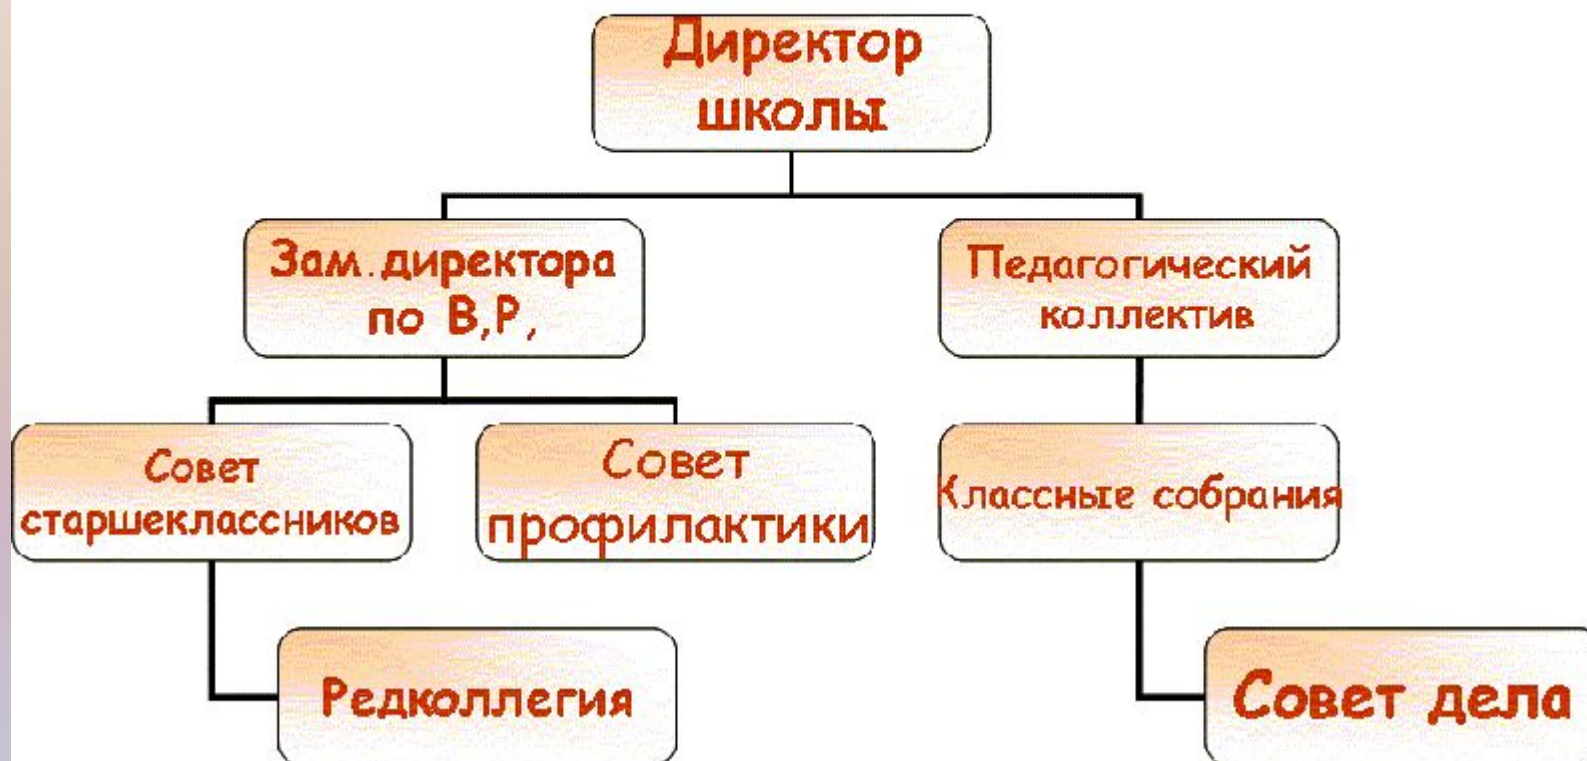 Директор
школы
Зам.директора
по В,Р,
Педагогический
коллектив
Совет
старшеклассников
Совет
профилактики
Классные собрания
Редколлегия
Совет дела